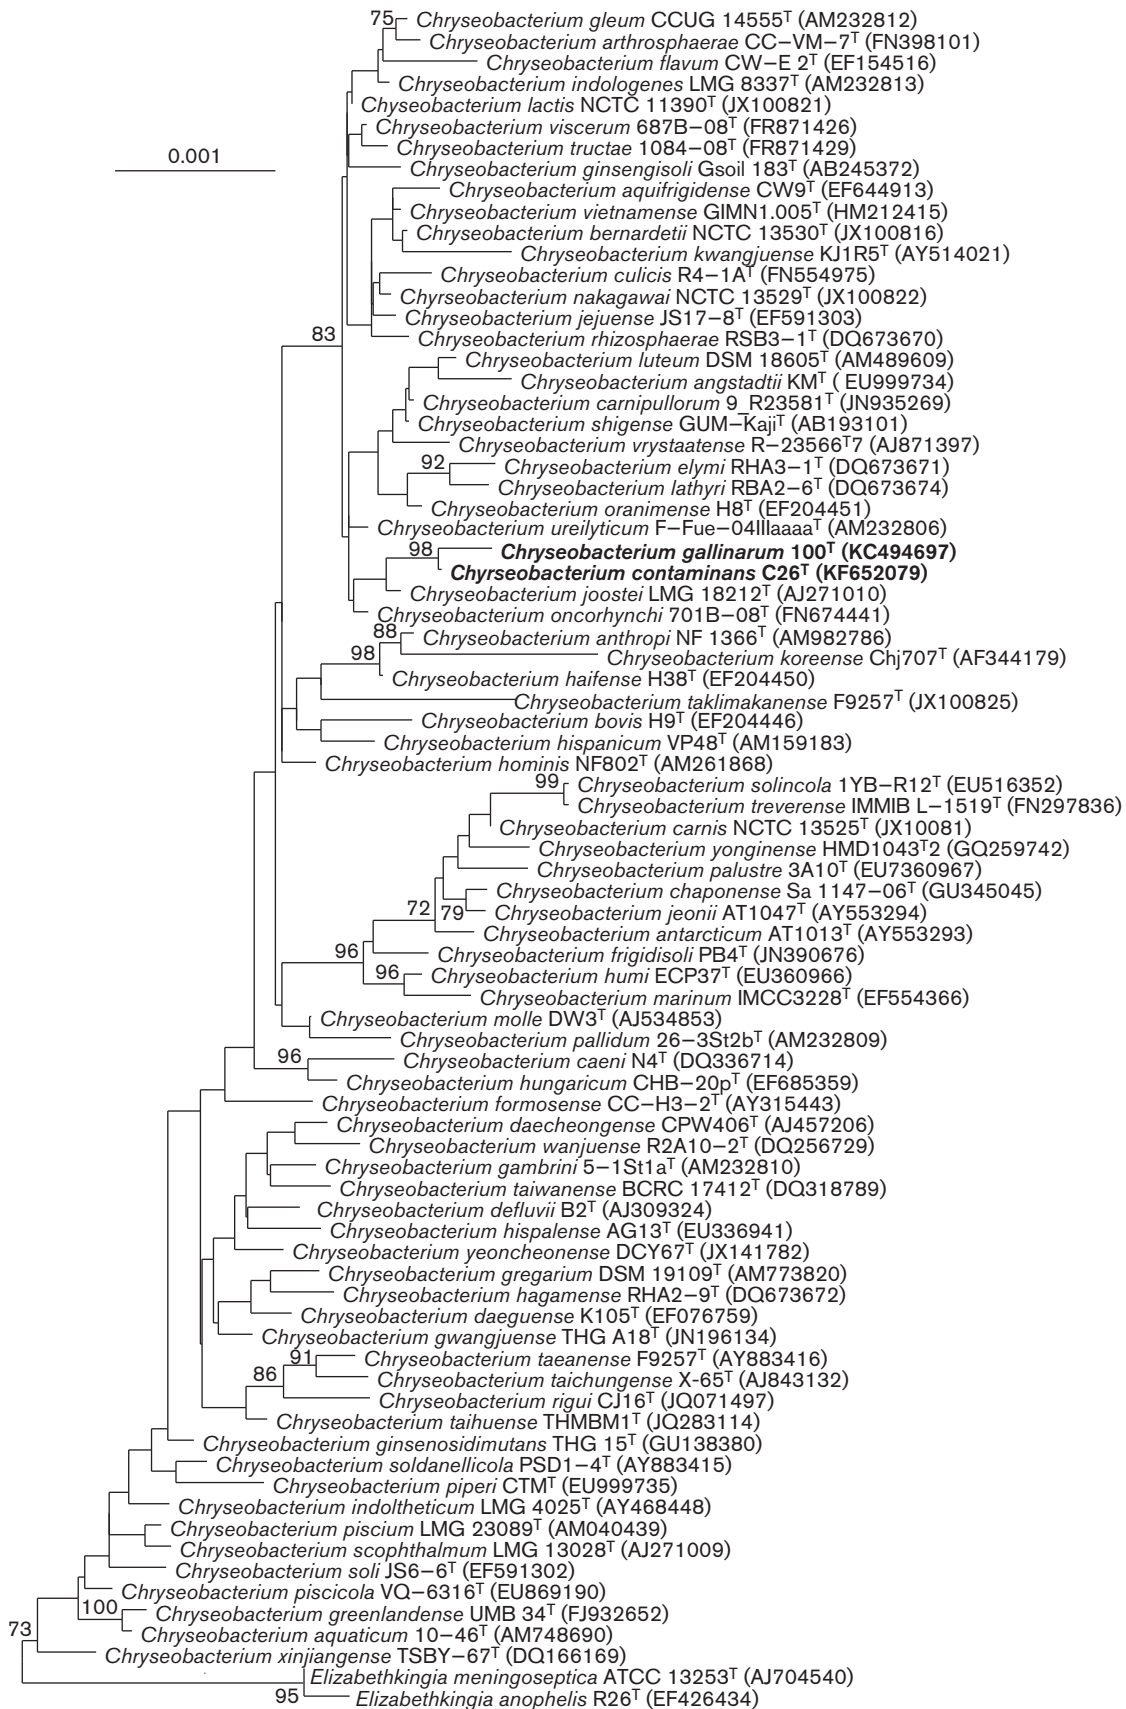 75 Chryseobacterium gleum CCUG 14555ᵀ (AM232812)
Chryseobacterium arthrosphaerae CC−VM−7ᵀ (FN398101)
Chryseobacterium flavum CW−E 2ᵀ (EF154516)
Chryseobacterium indologenes LMG 8337ᵀ (AM232813)
Chyseobacterium lactis NCTC 11390ᵀ (JX100821)
Chryseobacterium viscerum 687B−08ᵀ (FR871426)
Chryseobacterium tructae 1084−08ᵀ (FR871429)
0.001
Chryseobacterium ginsengisoli Gsoil 183ᵀ (AB245372)
Chryseobacterium aquifrigidense CW9ᵀ (EF644913)
Chryseobacterium vietnamense GIMN1.005ᵀ (HM212415)
Chryseobacterium bernardetii NCTC 13530ᵀ (JX100816)
Chryseobacterium kwangjuense KJ1R5ᵀ (AY514021)
Chryseobacterium culicis R4−1Aᵀ (FN554975)
Chyrseobacterium nakagawai NCTC 13529ᵀ (JX100822)
Chryseobacterium jejuense JS17−8ᵀ (EF591303)
83
Chryseobacterium rhizosphaerae RSB3−1ᵀ (DQ673670)
Chryseobacterium luteum DSM 18605ᵀ (AM489609)
Chryseobacterium angstadtii KMᵀ ( EU999734)
Chryseobacterium carnipullorum 9_R23581ᵀ (JN935269)
Chryseobacterium shigense GUM−Kajiᵀ (AB193101)
Chryseobacterium vrystaatense R−23566ᵀ7 (AJ871397)
92 Chryseobacterium elymi RHA3−1ᵀ (DQ673671)
Chryseobacterium lathyri RBA2−6ᵀ (DQ673674)
Chryseobacterium oranimense H8ᵀ (EF204451)
Chryseobacterium ureilyticum F−Fue−04IIIaaaaᵀ (AM232806)
98 Chryseobacterium gallinarum 100ᵀ (KC494697)
Chyrseobacterium contaminans C26ᵀ (KF652079)
Chryseobacterium joostei LMG 18212ᵀ (AJ271010)
Chryseobacterium oncorhynchi 701B−08ᵀ (FN674441)
88 Chryseobacterium anthropi NF 1366ᵀ (AM982786)
98 Chryseobacterium koreense Chj707ᵀ (AF344179)
Chryseobacterium haifense H38ᵀ (EF204450)
Chryseobacterium taklimakanense F9257ᵀ (JX100825)
Chryseobacterium bovis H9ᵀ (EF204446)
Chryseobacterium hispanicum VP48ᵀ (AM159183)
Chryseobacterium hominis NF802ᵀ (AM261868)
99 Chryseobacterium solincola 1YB−R12ᵀ (EU516352)
Chryseobacterium treverense IMMIB L−1519ᵀ (FN297836)
Chryseobacterium carnis NCTC 13525ᵀ (JX10081)
Chryseobacterium yonginense HMD1043ᵀ2 (GQ259742)
Chryseobacterium palustre 3A10ᵀ (EU7360967)
Chryseobacterium chaponense Sa 1147−06ᵀ (GU345045)
72 79 Chryseobacterium jeonii AT1047ᵀ (AY553294)
Chryseobacterium antarcticum AT1013ᵀ (AY553293)
96 Chryseobacterium frigidisoli PB4ᵀ (JN390676)
96 Chryseobacterium humi ECP37ᵀ (EU360966)
Chryseobacterium marinum IMCC3228ᵀ (EF554366)
Chryseobacterium molle DW3ᵀ (AJ534853)
Chryseobacterium pallidum 26−3St2bᵀ (AM232809)
96 Chryseobacterium caeni N4ᵀ (DQ336714)
Chryseobacterium hungaricum CHB−20pᵀ (EF685359)
Chryseobacterium formosense CC−H3−2ᵀ (AY315443)
Chryseobacterium daecheongense CPW406ᵀ (AJ457206)
Chryseobacterium wanjuense R2A10−2ᵀ (DQ256729)
Chryseobacterium gambrini 5−1St1aᵀ (AM232810)
Chryseobacterium taiwanense BCRC 17412ᵀ (DQ318789)
Chryseobacterium defluvii B2ᵀ (AJ309324)
Chryseobacterium hispalense AG13ᵀ (EU336941)
Chryseobacterium yeoncheonense DCY67ᵀ (JX141782)
Chryseobacterium gregarium DSM 19109ᵀ (AM773820)
Chryseobacterium hagamense RHA2−9ᵀ (DQ673672)
Chryseobacterium daeguense K105ᵀ (EF076759)
Chryseobacterium gwangjuense THG A18ᵀ (JN196134)
91 Chryseobacterium taeanense F9257ᵀ (AY883416)
86 Chryseobacterium taichungense X-65ᵀ (AJ843132)
Chryseobacterium rigui CJ16ᵀ (JQ071497)
Chryseobacterium taihuense THMBM1ᵀ (JQ283114)
Chryseobacterium ginsenosidimutans THG 15ᵀ (GU138380)
Chryseobacterium soldanellicola PSD1−4ᵀ (AY883415)
Chryseobacterium piperi CTMᵀ (EU999735)
Chryseobacterium indoltheticum LMG 4025ᵀ (AY468448)
Chryseobacterium piscium LMG 23089ᵀ (AM040439)
Chryseobacterium scophthalmum LMG 13028ᵀ (AJ271009)
Chryseobacterium soli JS6−6ᵀ (EF591302)
Chryseobacterium piscicola VQ−6316ᵀ (EU869190)
100 Chryseobacterium greenlandense UMB 34ᵀ (FJ932652)
73 Chryseobacterium aquaticum 10−46ᵀ (AM748690)
Chryseobacterium xinjiangense TSBY−67ᵀ (DQ166169)
Elizabethkingia meningoseptica ATCC 13253ᵀ (AJ704540)
95 Elizabethkingia anophelis R26ᵀ (EF426434)